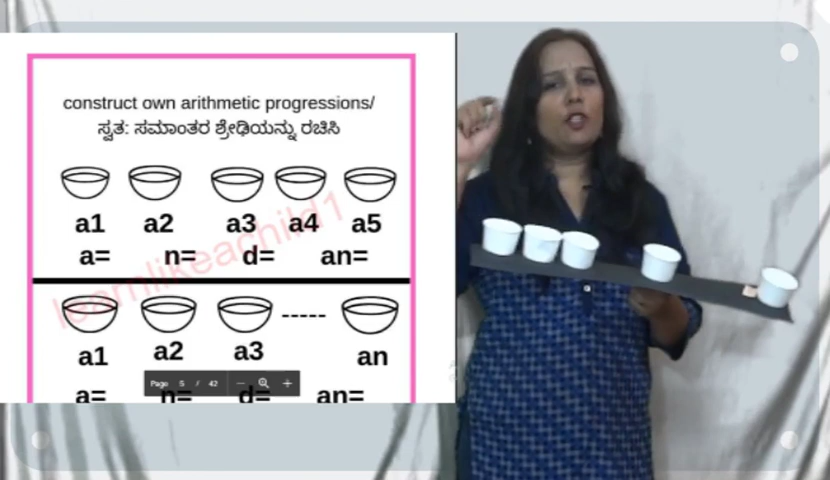 construct own arithmetic progressions/
ಸ್ವತ: ಸಮಾಂತರ ಶ್ರೇಢಿಯನ್ನು ರಚಿಸಿ
a1 a2 a3 a4 a5
a= n= d= an=
learnlikeachild1
a1 a2 a3 ----- an
Page 5 / 42 — +
a= n= d= an=